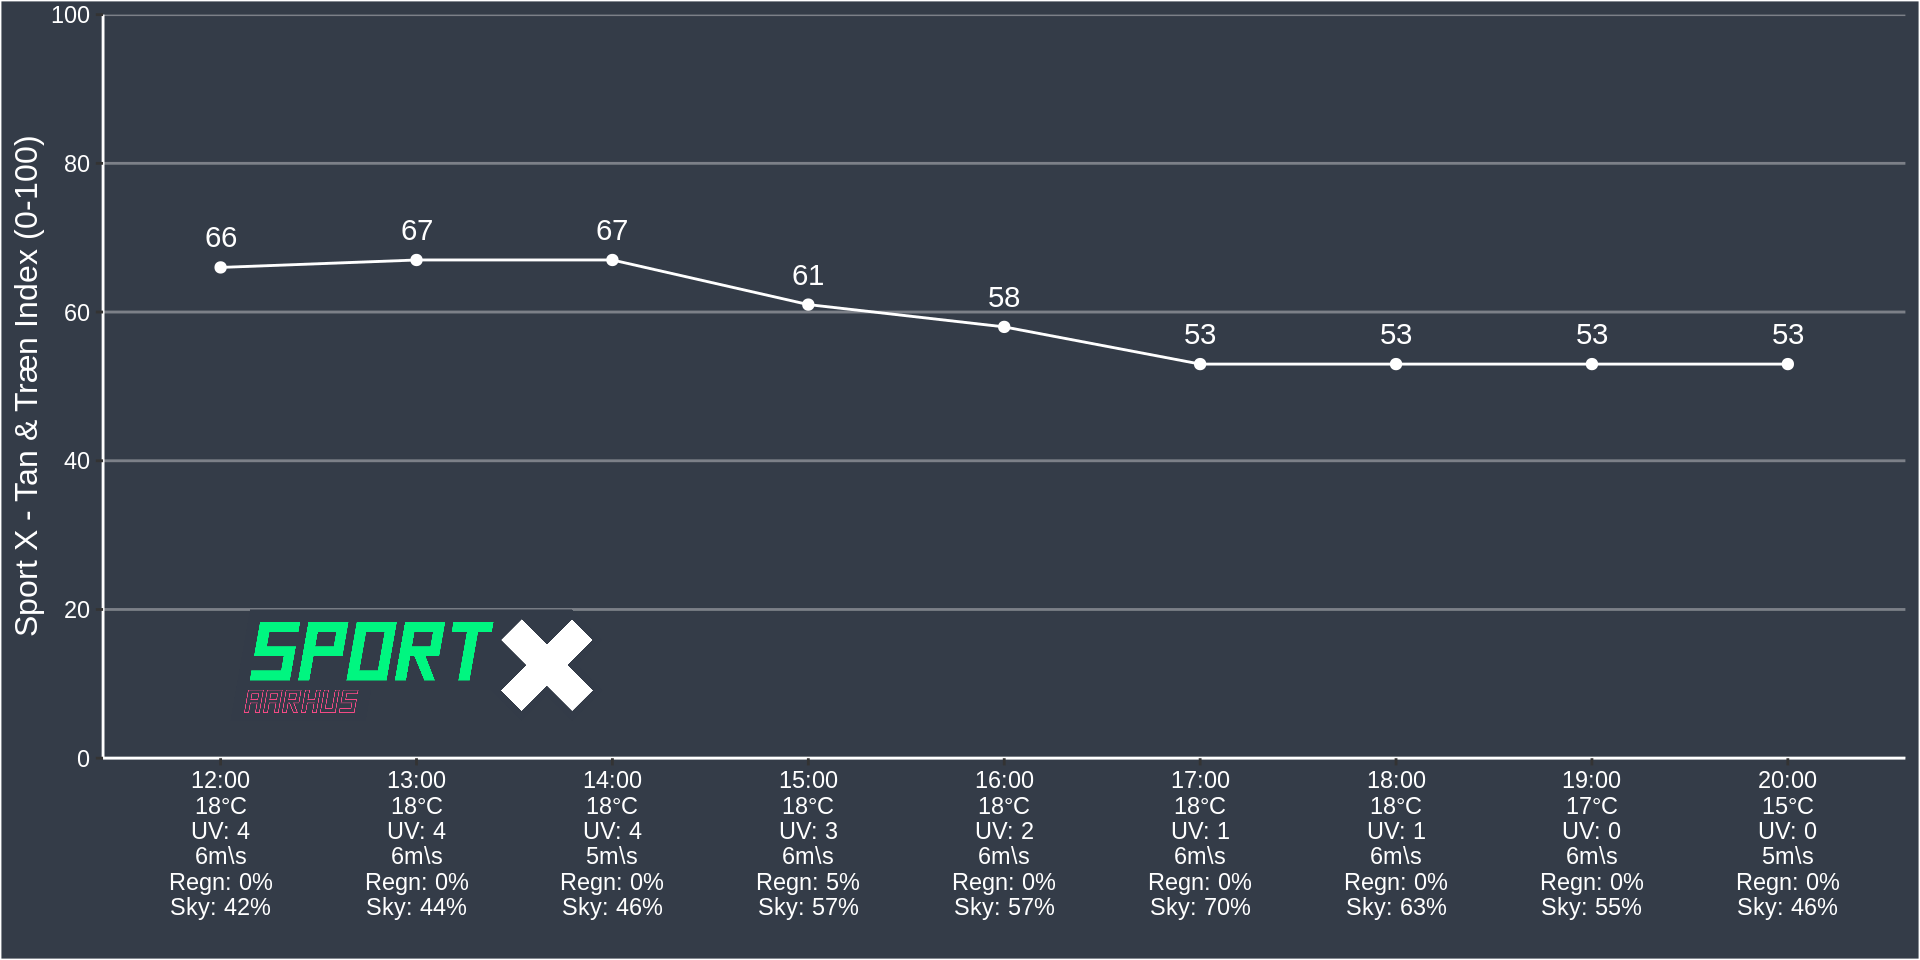 Sport X - Tan & Træn Index (0-100)
100
80
60
40
20
0
66
67
67
61
58
53
53
53
53
SPORT X
AARHUS
12:00
18°C
UV: 4
6m\s
Regn: 0%
Sky: 42%
13:00
18°C
UV: 4
6m\s
Regn: 0%
Sky: 44%
14:00
18°C
UV: 4
5m\s
Regn: 0%
Sky: 46%
15:00
18°C
UV: 3
6m\s
Regn: 5%
Sky: 57%
16:00
18°C
UV: 2
6m\s
Regn: 0%
Sky: 57%
17:00
18°C
UV: 1
6m\s
Regn: 0%
Sky: 70%
18:00
18°C
UV: 1
6m\s
Regn: 0%
Sky: 63%
19:00
17°C
UV: 0
6m\s
Regn: 0%
Sky: 55%
20:00
15°C
UV: 0
5m\s
Regn: 0%
Sky: 46%